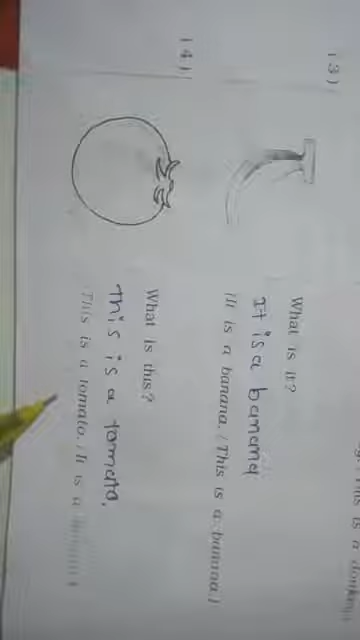 This is a donkey.)
(3)
What is it?
It is a banana
(It is a banana. / This is a banana.)
(4)
What is this?
This is a tomato.
(This is a tomato. / It is a